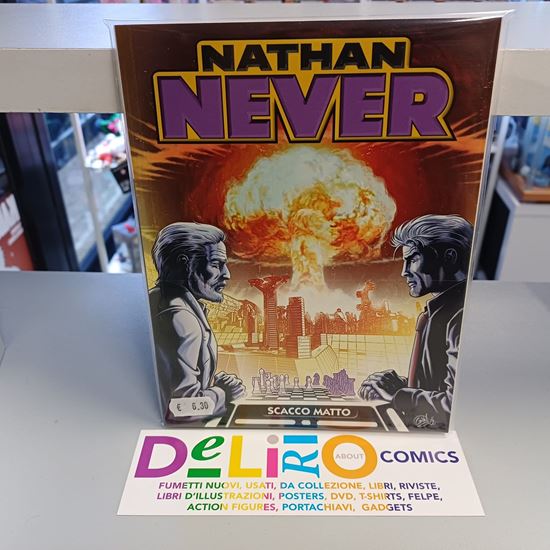 NATHAN
NEVER
SCACCO MATTO
€ 6.30
DeLiRiO ABOUT COMICS
FUMETTI NUOVI, USATI, DA COLLEZIONE, LIBRI, RIVISTE,
LIBRI D'ILLUSTRAZIONI, POSTERS, DVD, T-SHIRTS, FELPE,
ACTION FIGURES, PORTACHIAVI, GADGETS